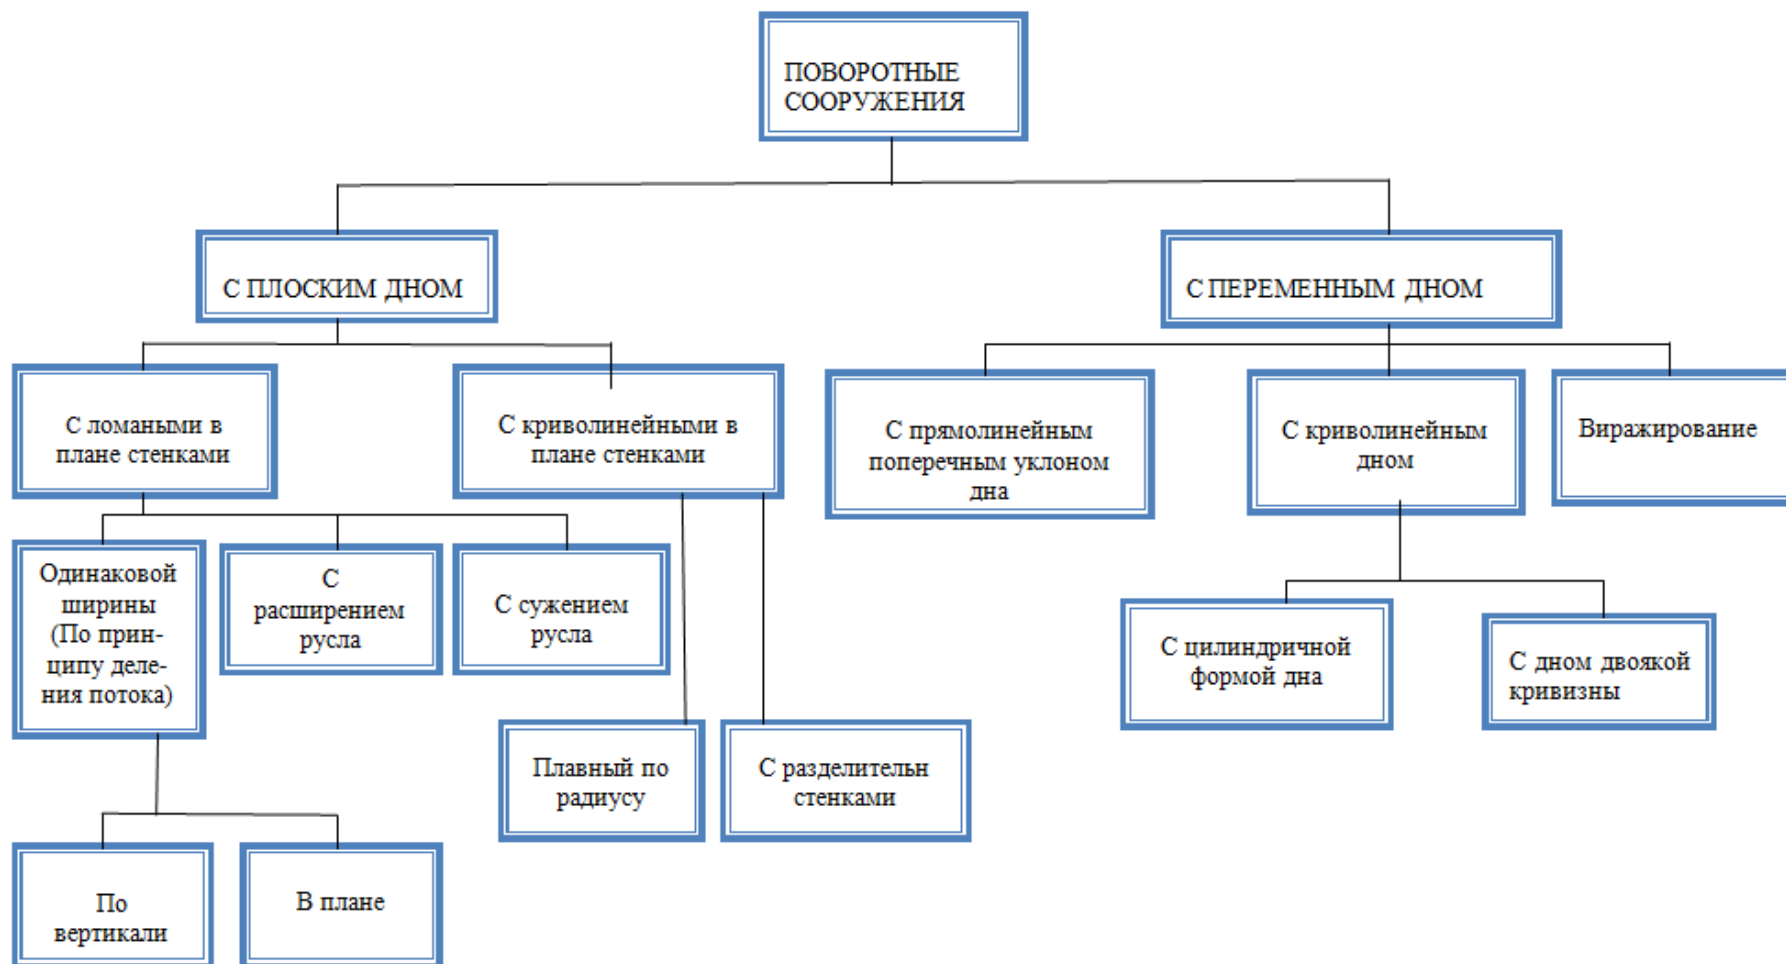 ПОВОРОТНЫЕ
СООРУЖЕНИЯ
С ПЛОСКИМ ДНОМ
С ПЕРЕМЕННЫМ ДНОМ
С ломаными в
плане стенками
С криволинейными в
плане стенками
С прямолинейным
поперечным уклоном
дна
С криволинейным
дном
Виражирование
Одинаковой
ширины
(По прин-
ципу деле-
ния потока)
С
расширением
русла
С сужением
русла
С цилиндричной
формой дна
С дном двоякой
кривизны
Плавный по
радиусу
С разделительн
стенками
По
вертикали
В плане